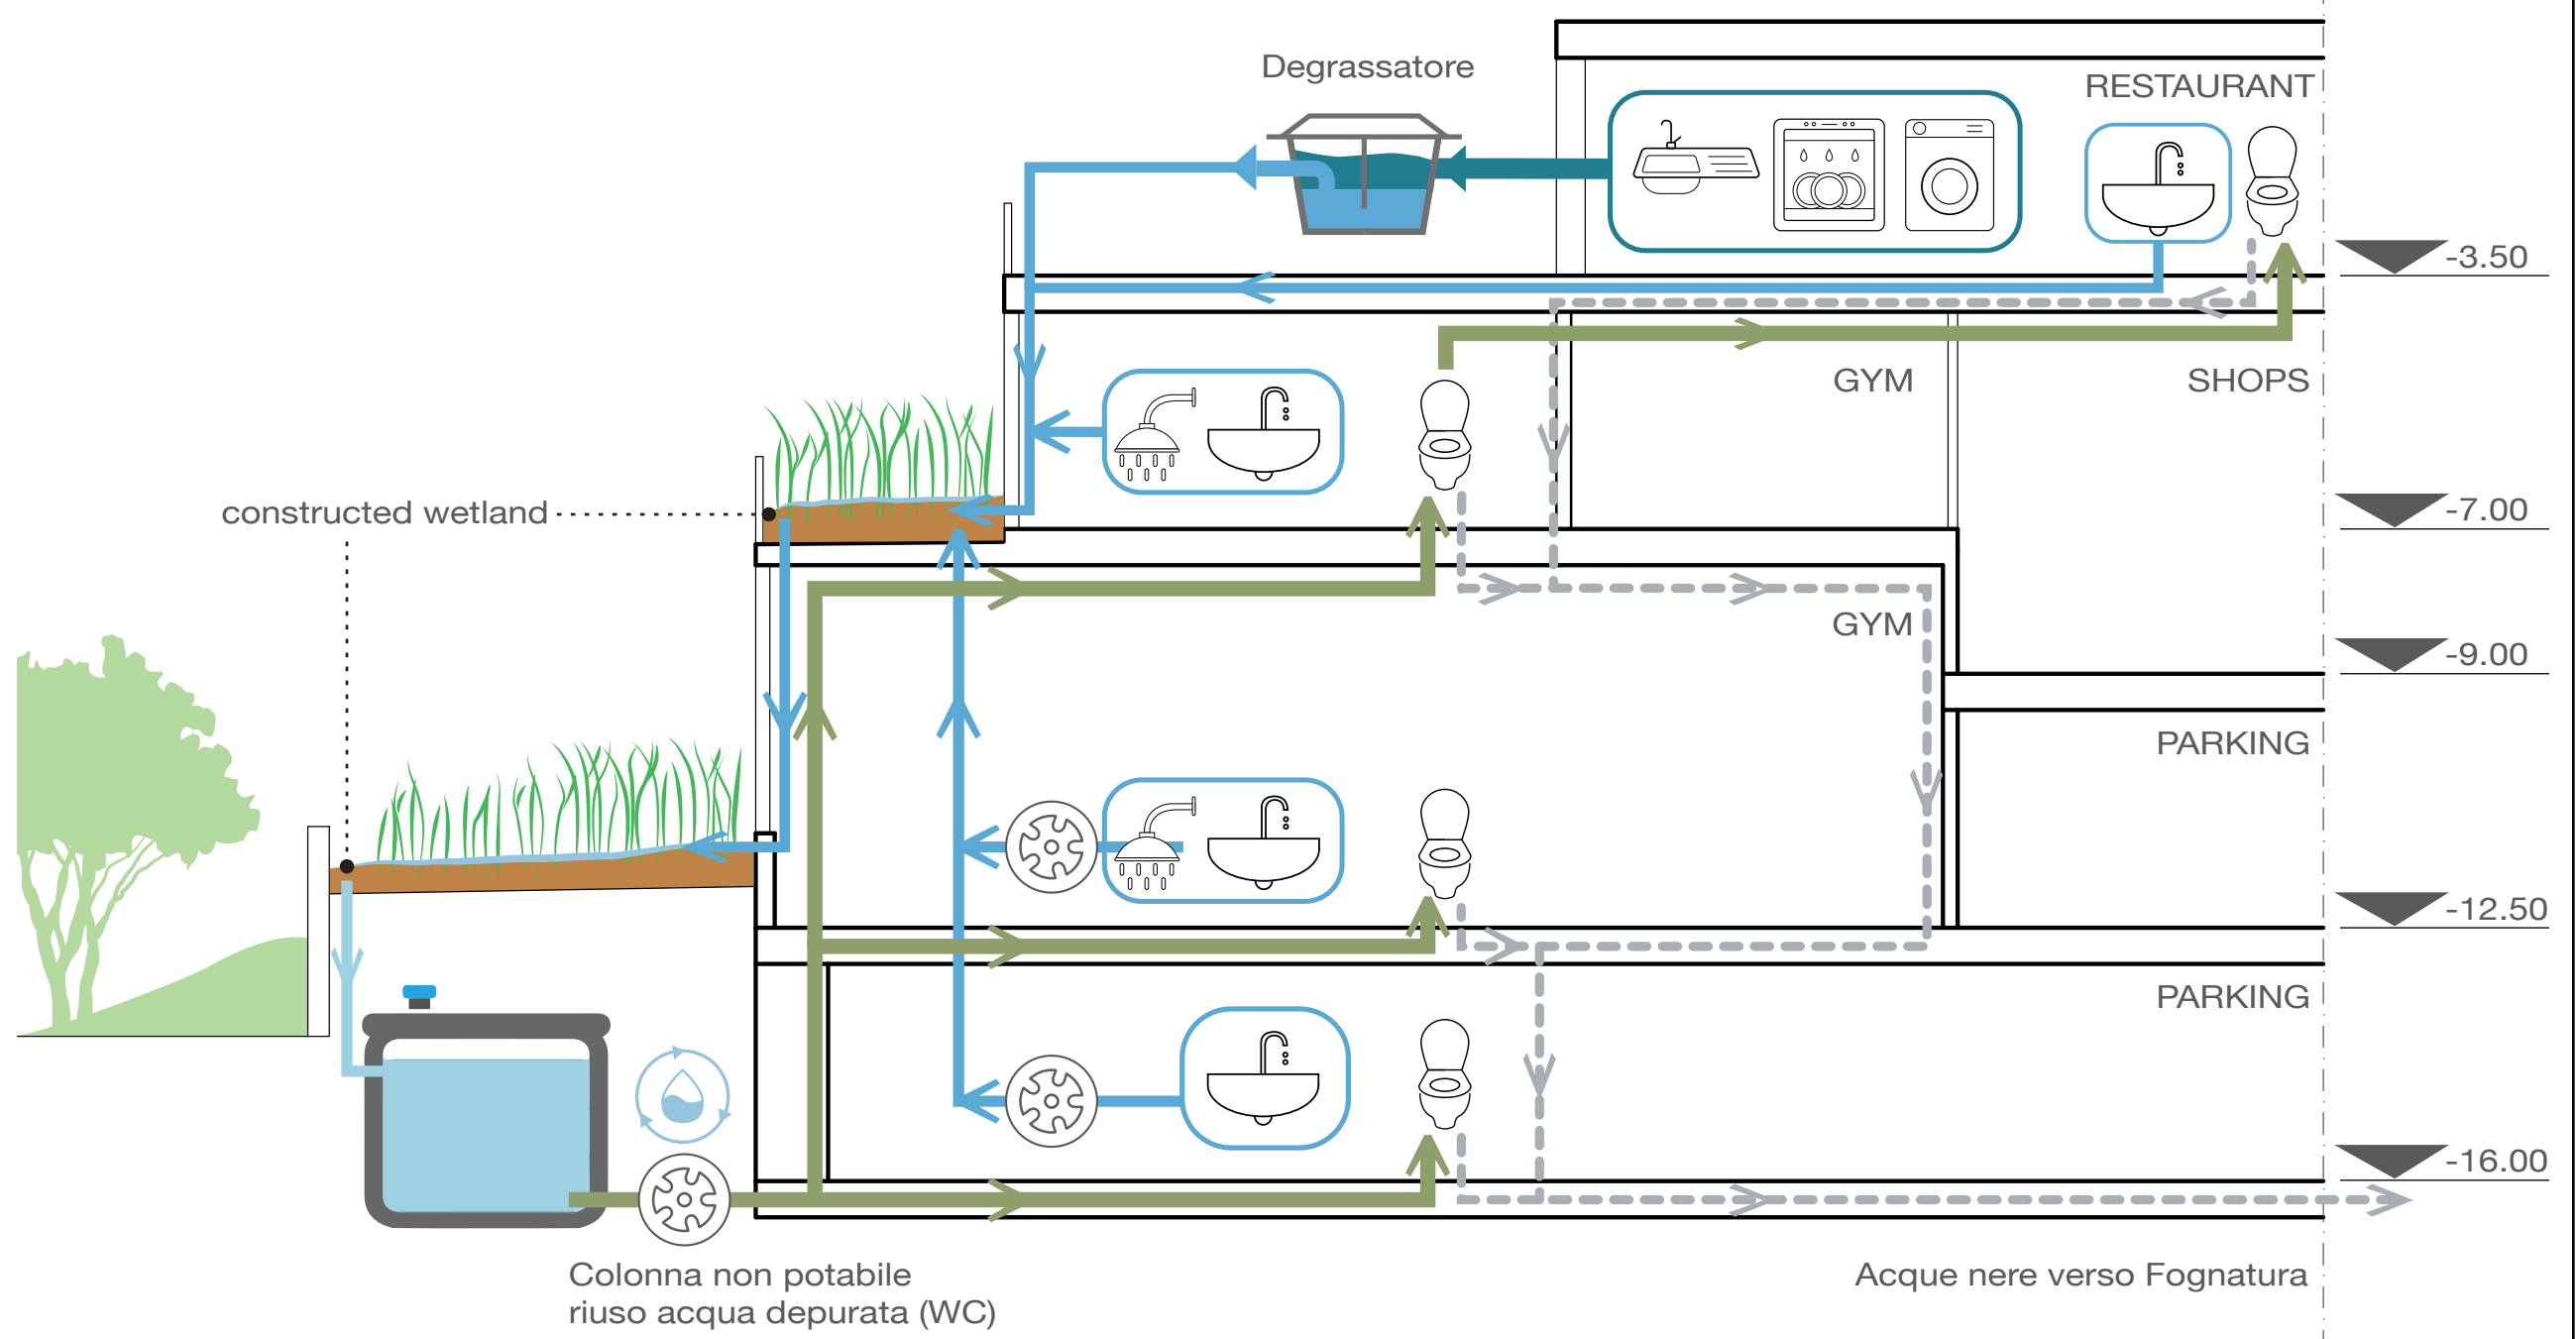 Degrassatore
RESTAURANT
-3.50
GYM
SHOPS
constructed wetland
-7.00
GYM
-9.00
PARKING
-12.50
PARKING
-16.00
Colonna non potabile
riuso acqua depurata (WC)
Acque nere verso Fognatura